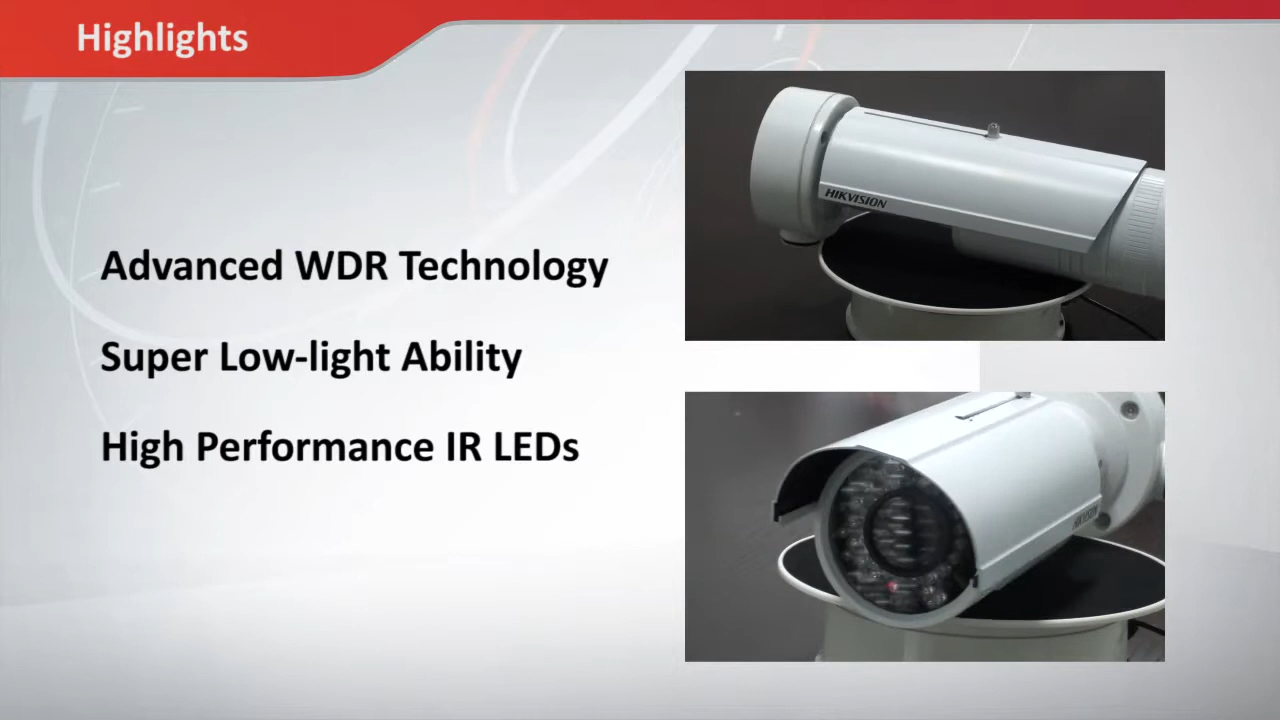 Highlights
Advanced WDR Technology
Super Low-light Ability
High Performance IR LEDs
HIKVISION
HIKVISION